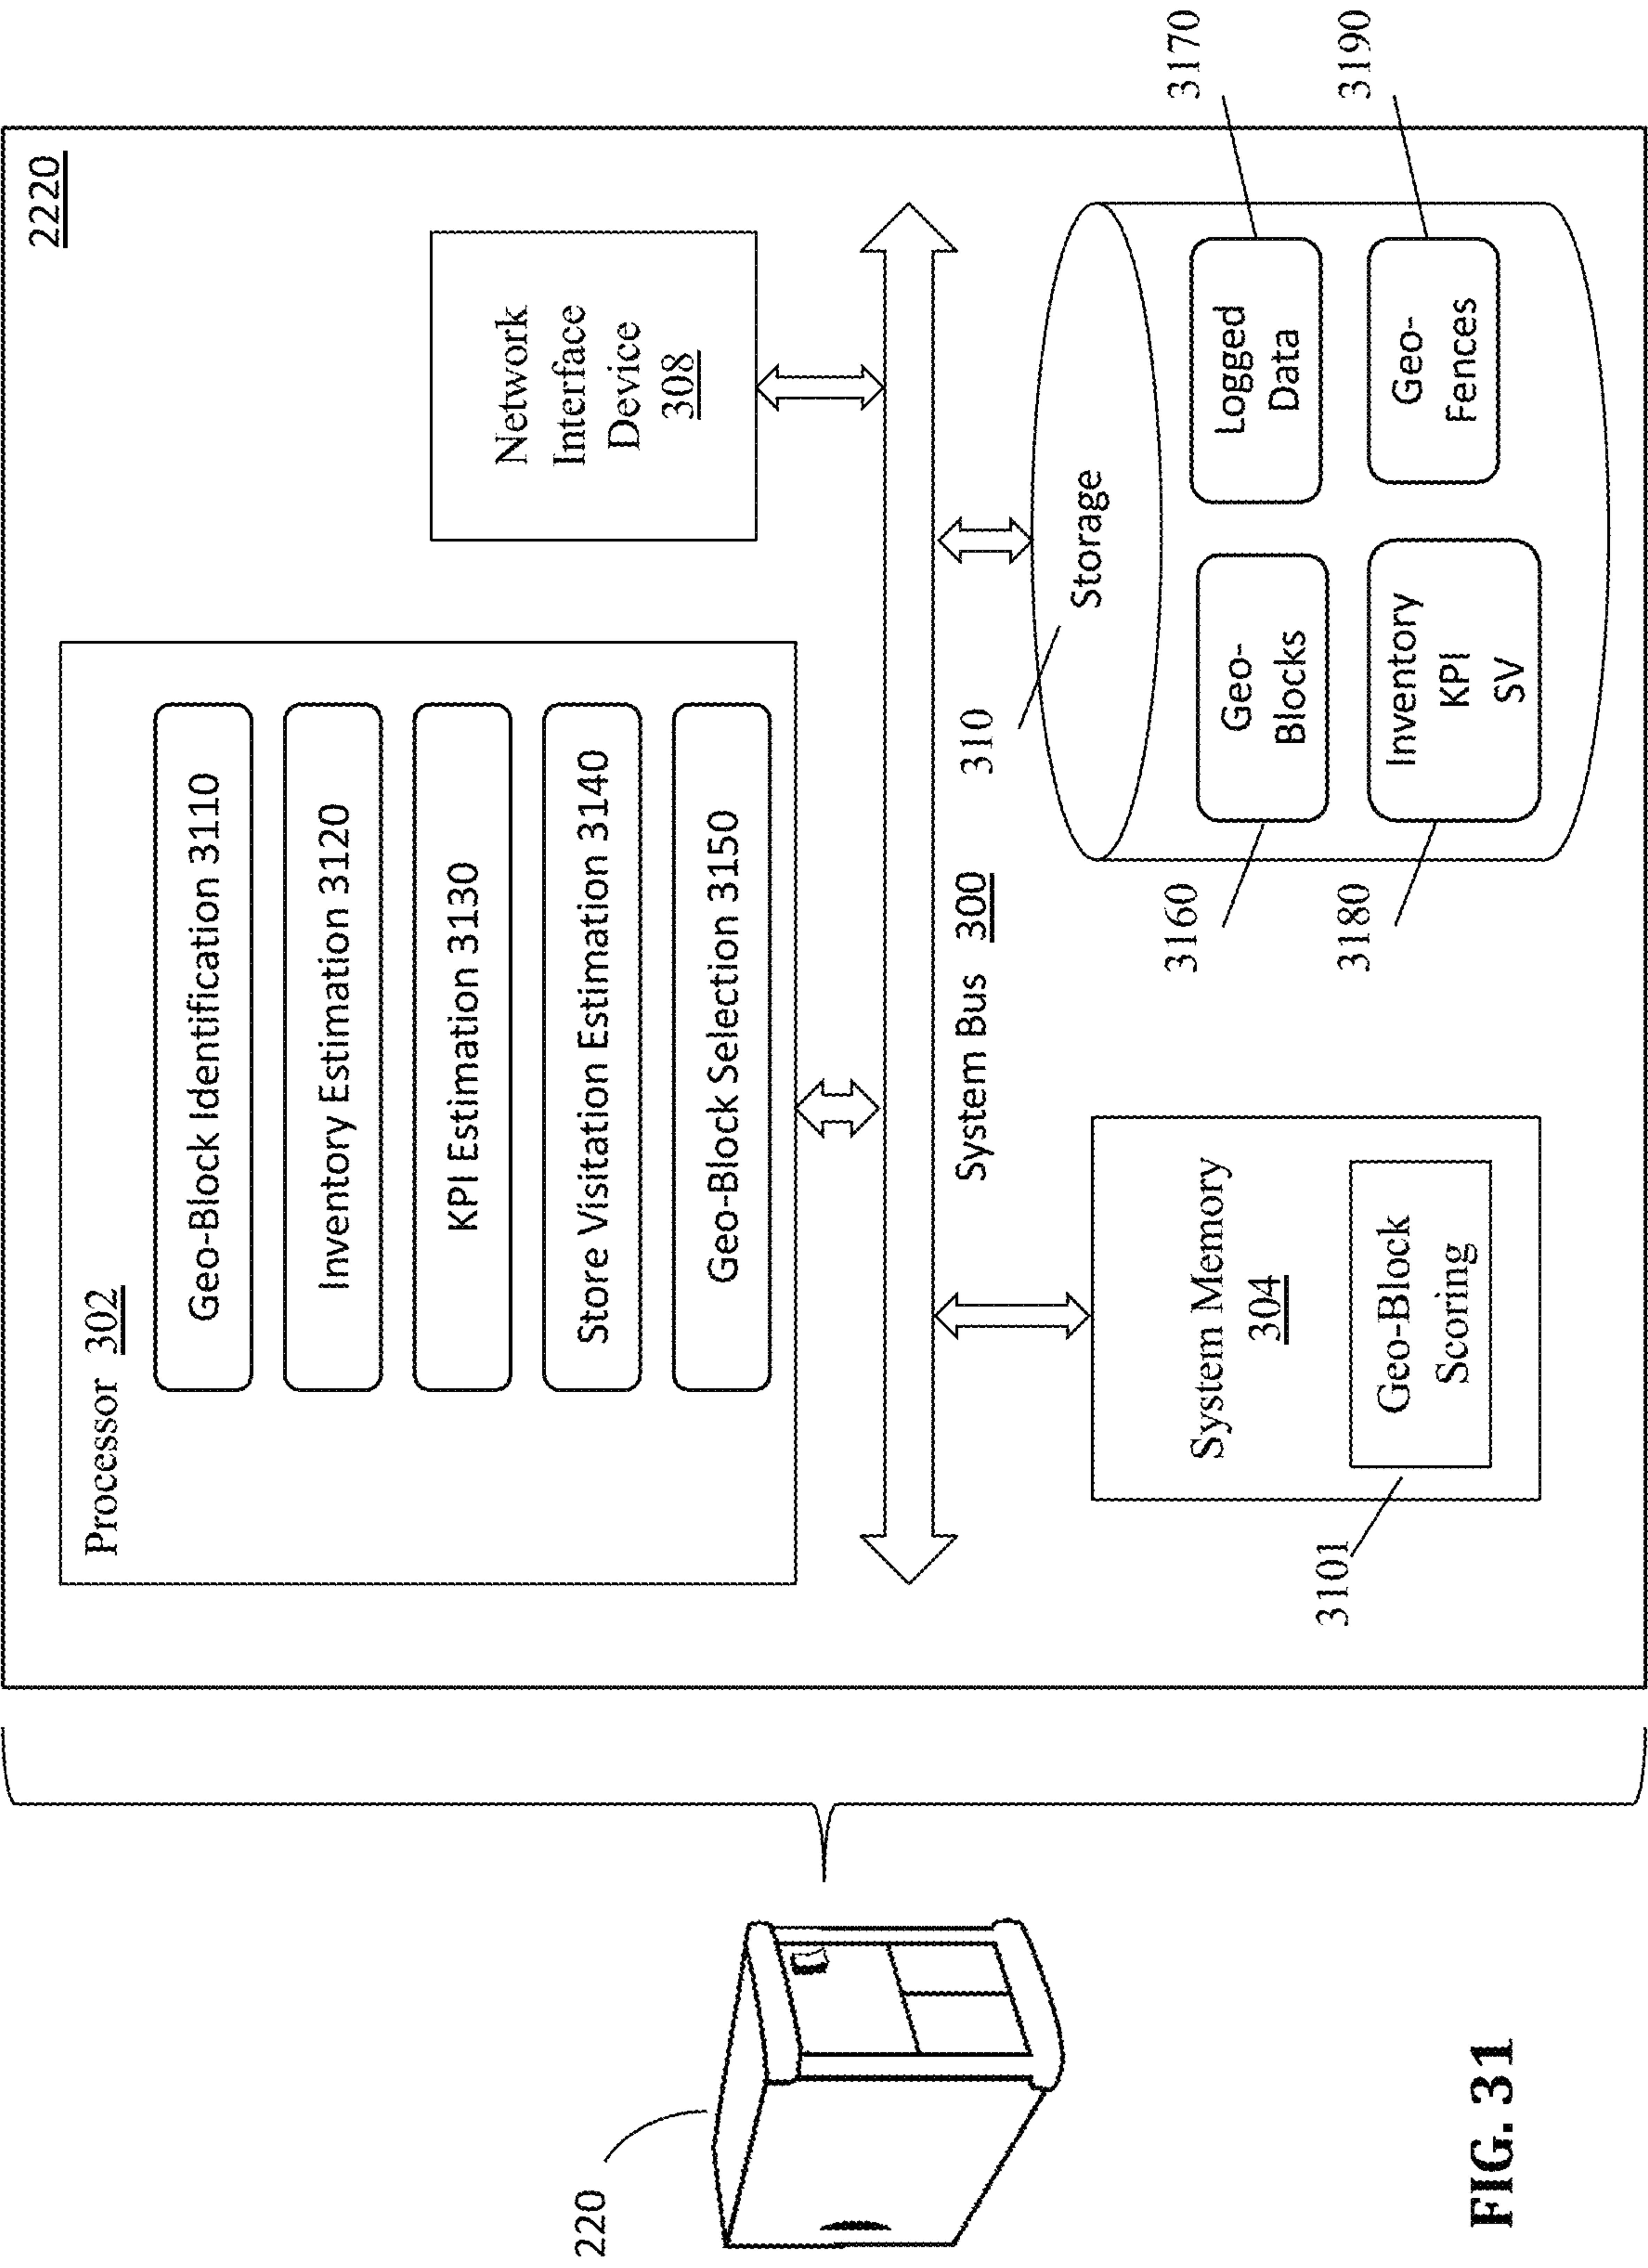 2220
Processor 302
Geo-Block Identification 3110
Inventory Estimation 3120
KPI Estimation 3130
Store Visitation Estimation 3140
Geo-Block Selection 3150
Network
Interface
Device
308
System Bus 300
System Memory
304
Geo-Block
Scoring
3101
310
Storage
Geo-
Blocks
3160
Logged
Data
3170
Inventory
KPI
SV
3180
Geo-
Fences
3190
220
FIG. 31